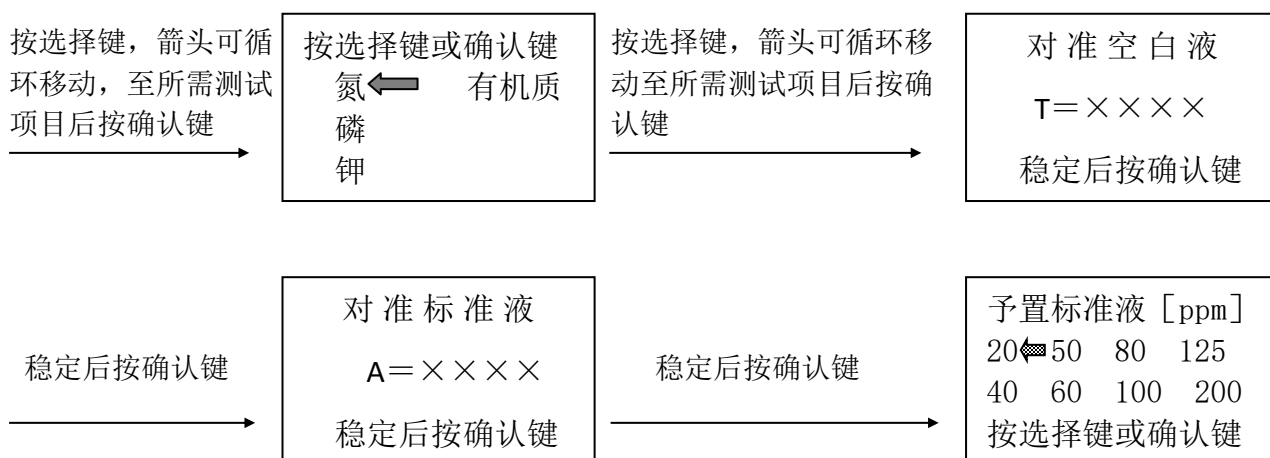 按选择键，箭头可循
环移动，至所需测试
项目后按确认键
按选择键或确认键
氮 有机质
磷
钾
按选择键，箭头可循环移
动至所需测试项目后按确
认键
对准空白液
T＝××××
稳定后按确认键
稳定后按确认键
对准标准液
A＝××××
稳定后按确认键
稳定后按确认键
予置标准液［ppm］
20 50 80 125
40 60 100 200
按选择键或确认键